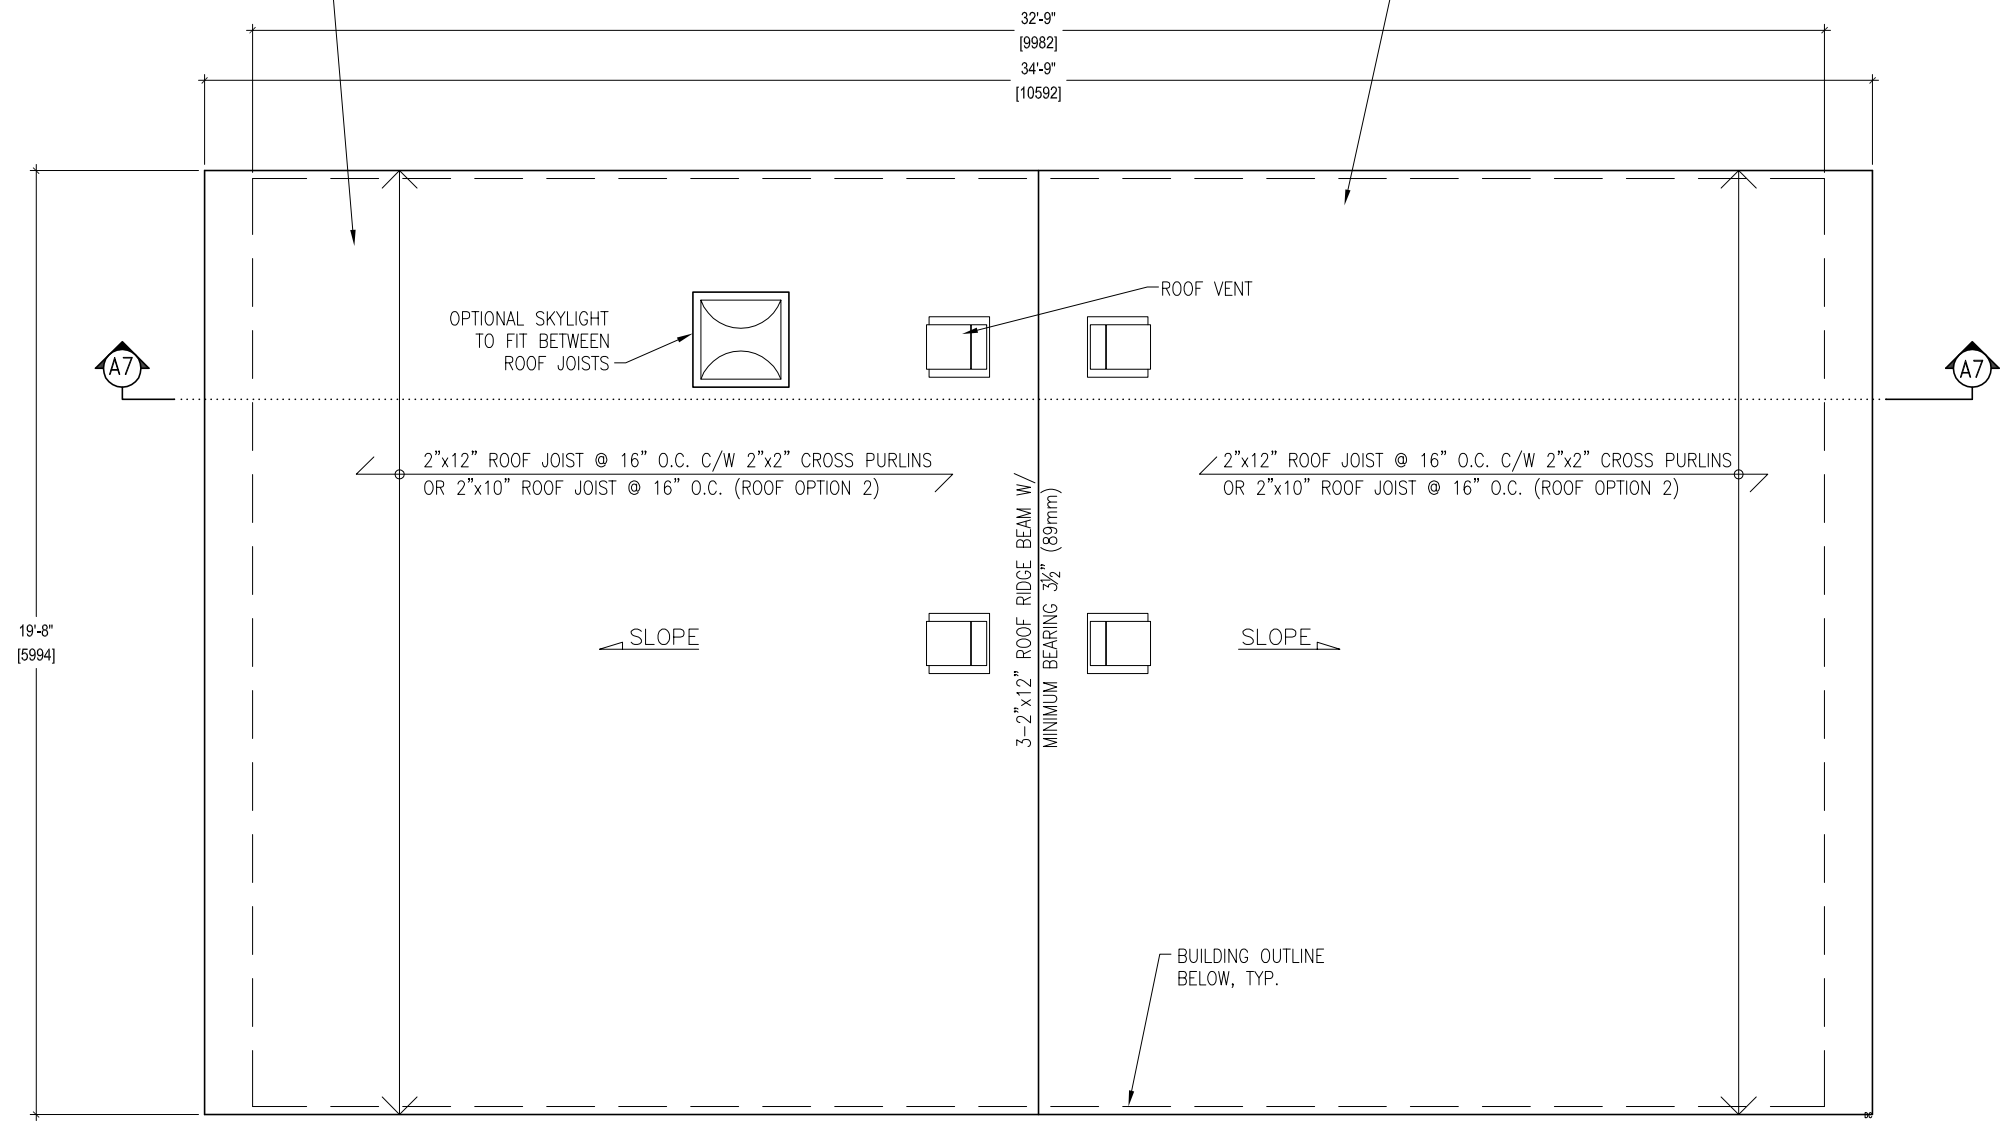 32'-9"
[9982]
34'-9"
[10592]
ROOF VENT
OPTIONAL SKYLIGHT
TO FIT BETWEEN
ROOF JOISTS
A7
A7
2"x12" ROOF JOIST @ 16" O.C. C/W 2"x2" CROSS PURLINS
OR 2"x10" ROOF JOIST @ 16" O.C. (ROOF OPTION 2)
2"x12" ROOF JOIST @ 16" O.C. C/W 2"x2" CROSS PURLINS
OR 2"x10" ROOF JOIST @ 16" O.C. (ROOF OPTION 2)
3-2"x12" ROOF RIDGE BEAM W/
MINIMUM BEARING 3½" (89mm)
19'-8"
[5994]
SLOPE
SLOPE
BUILDING OUTLINE
BELOW, TYP.